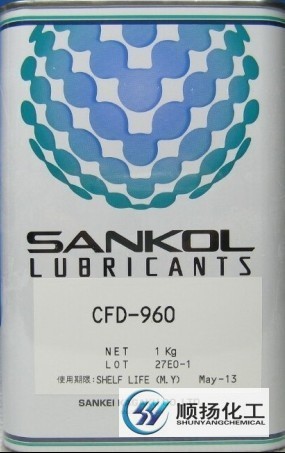 SANKOL
LUBRICANTS
CFD-960
NET 1 Kg
LOT 27E0-1
使用期限:SHELF LIFE (M.Y) May-13
SANKEI
顺扬化工
SHUNYANGCHEMICAL